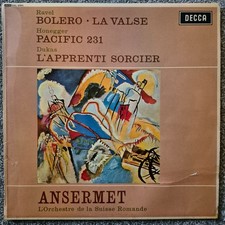 Ravel
BOLERO · LA VALSE
DECCA
Honegger
PACIFIC 231
Dukas
L'APPRENTI SORCIER
ANSERMET
L'Orchestre de la Suisse Romande